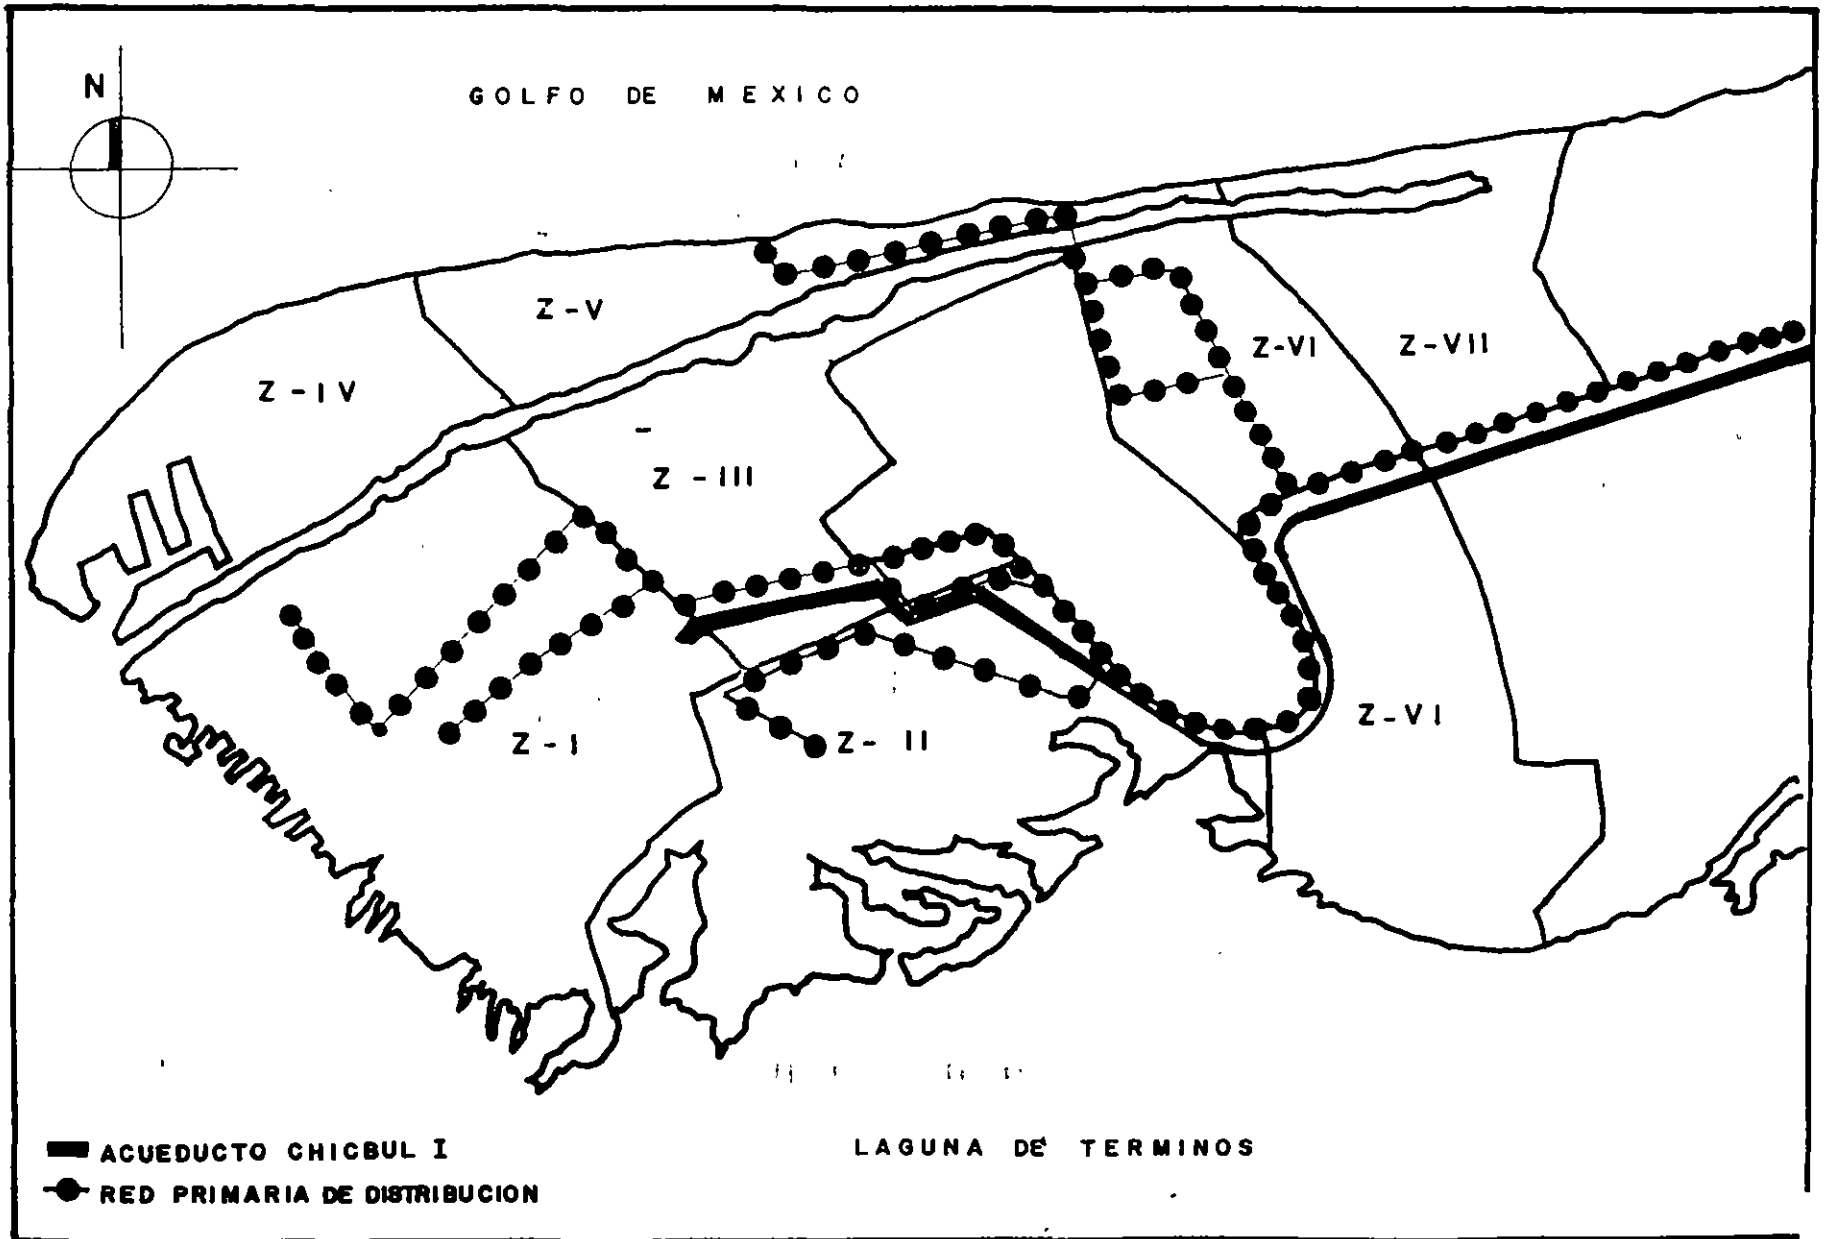 N
GOLFO DE MEXICO
Z-V
Z-VI
Z-VII
Z-IV
Z-III
Z-VI
Z-I
Z-II
LAGUNA DE TERMINOS
ACUEDUCTO CHICBUL I
RED PRIMARIA DE DISTRIBUCION